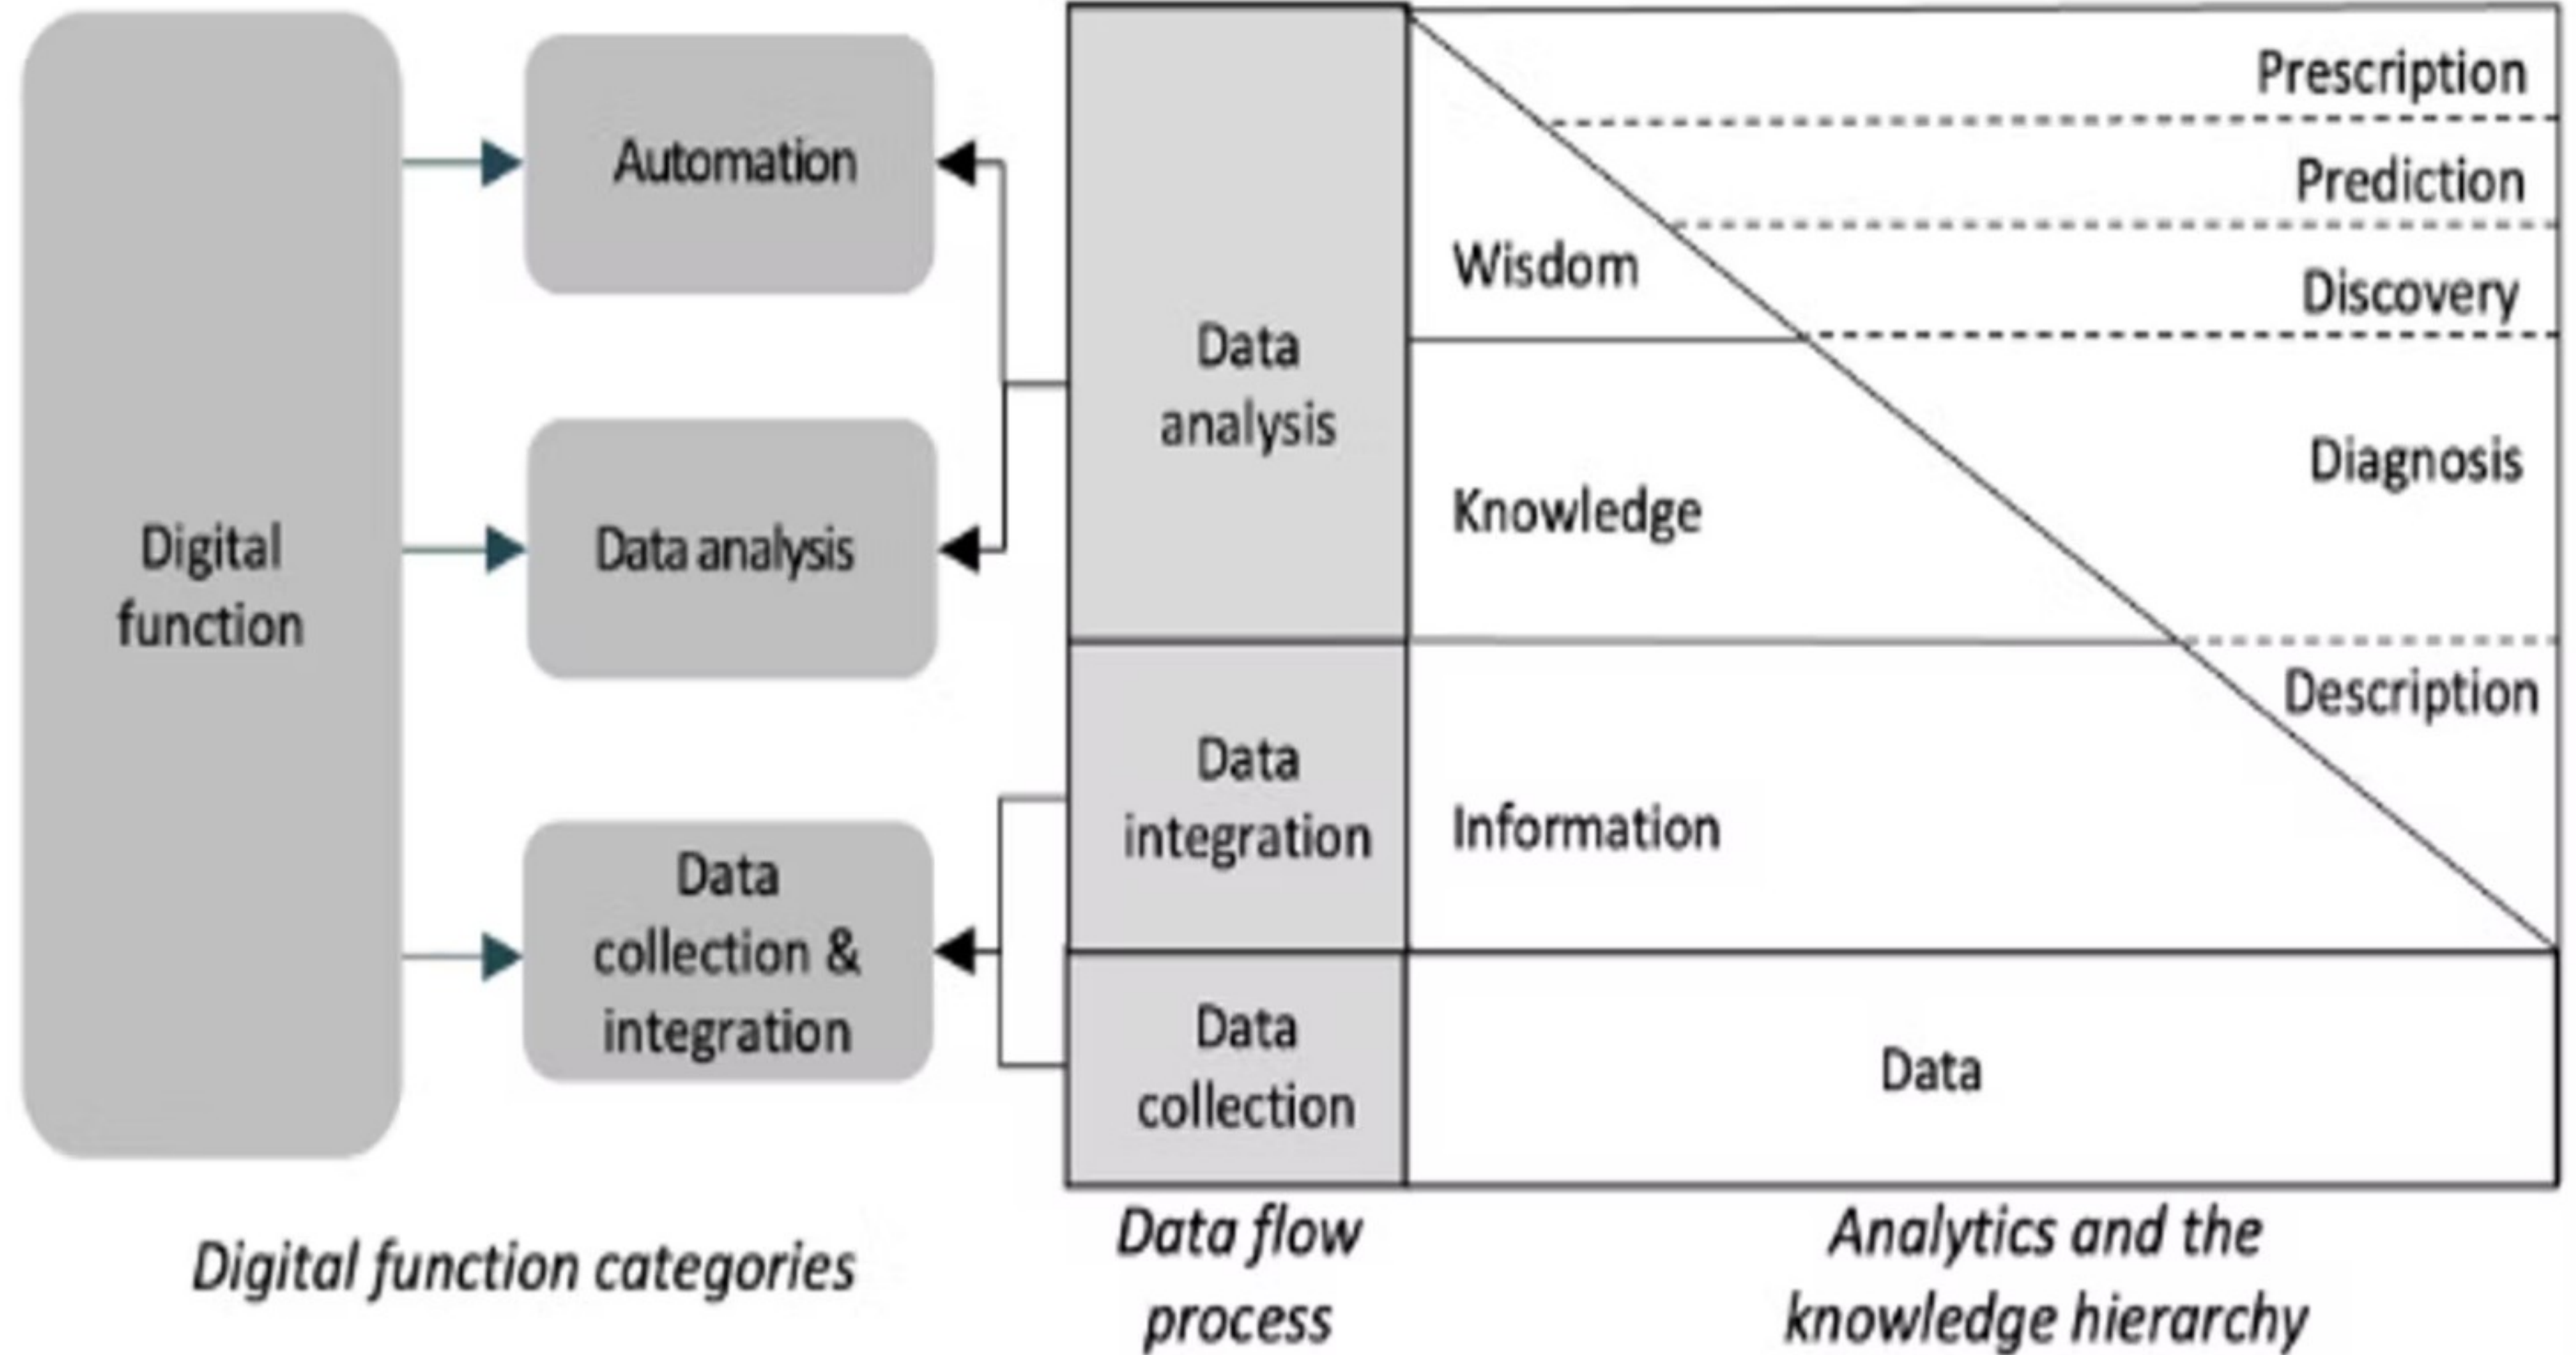 Digital
function
Automation
Data analysis
Data
collection &
integration
Digital function categories
Data
analysis
Data
integration
Data
collection
Data flow
process
Prescription
Prediction
Discovery
Diagnosis
Description
Wisdom
Knowledge
Information
Data
Analytics and the
knowledge hierarchy